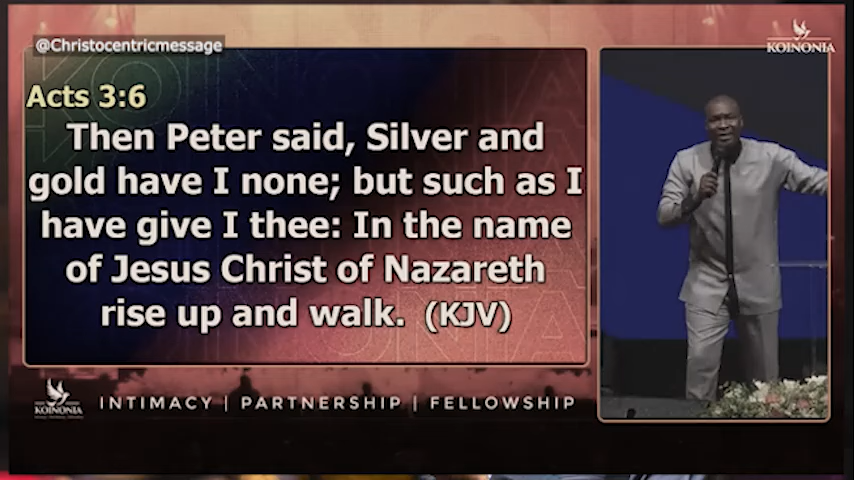 @Christocentricmessage
KOINONIA
Acts 3:6
Then Peter said, Silver and
gold have I none; but such as I
have give I thee: In the name
of Jesus Christ of Nazareth
rise up and walk. (KJV)
KOINONIA
INTIMACY | PARTNERSHIP | FELLOWSHIP